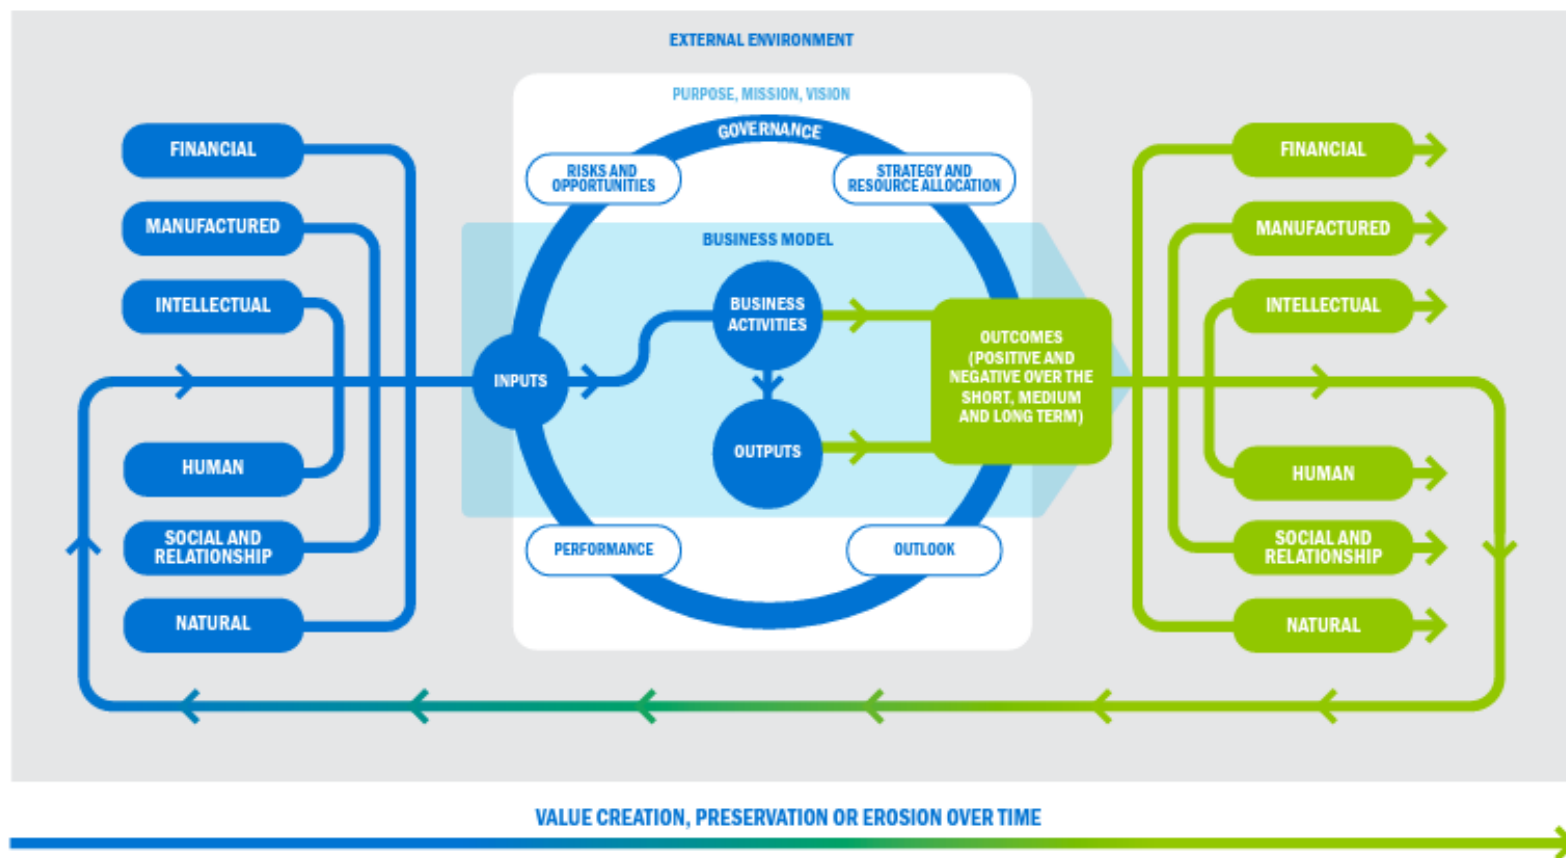 EXTERNAL ENVIRONMENT
PURPOSE, MISSION, VISION
GOVERNANCE
RISKS AND
OPPORTUNITIES
STRATEGY AND
RESOURCE ALLOCATION
FINANCIAL
MANUFACTURED
INTELLECTUAL
HUMAN
SOCIAL AND
RELATIONSHIP
NATURAL
BUSINESS MODEL
INPUTS
BUSINESS
ACTIVITIES
OUTPUTS
OUTCOMES
(POSITIVE AND
NEGATIVE OVER THE
SHORT, MEDIUM
AND LONG TERM)
PERFORMANCE
OUTLOOK
FINANCIAL
MANUFACTURED
INTELLECTUAL
HUMAN
SOCIAL AND
RELATIONSHIP
NATURAL
VALUE CREATION, PRESERVATION OR EROSION OVER TIME